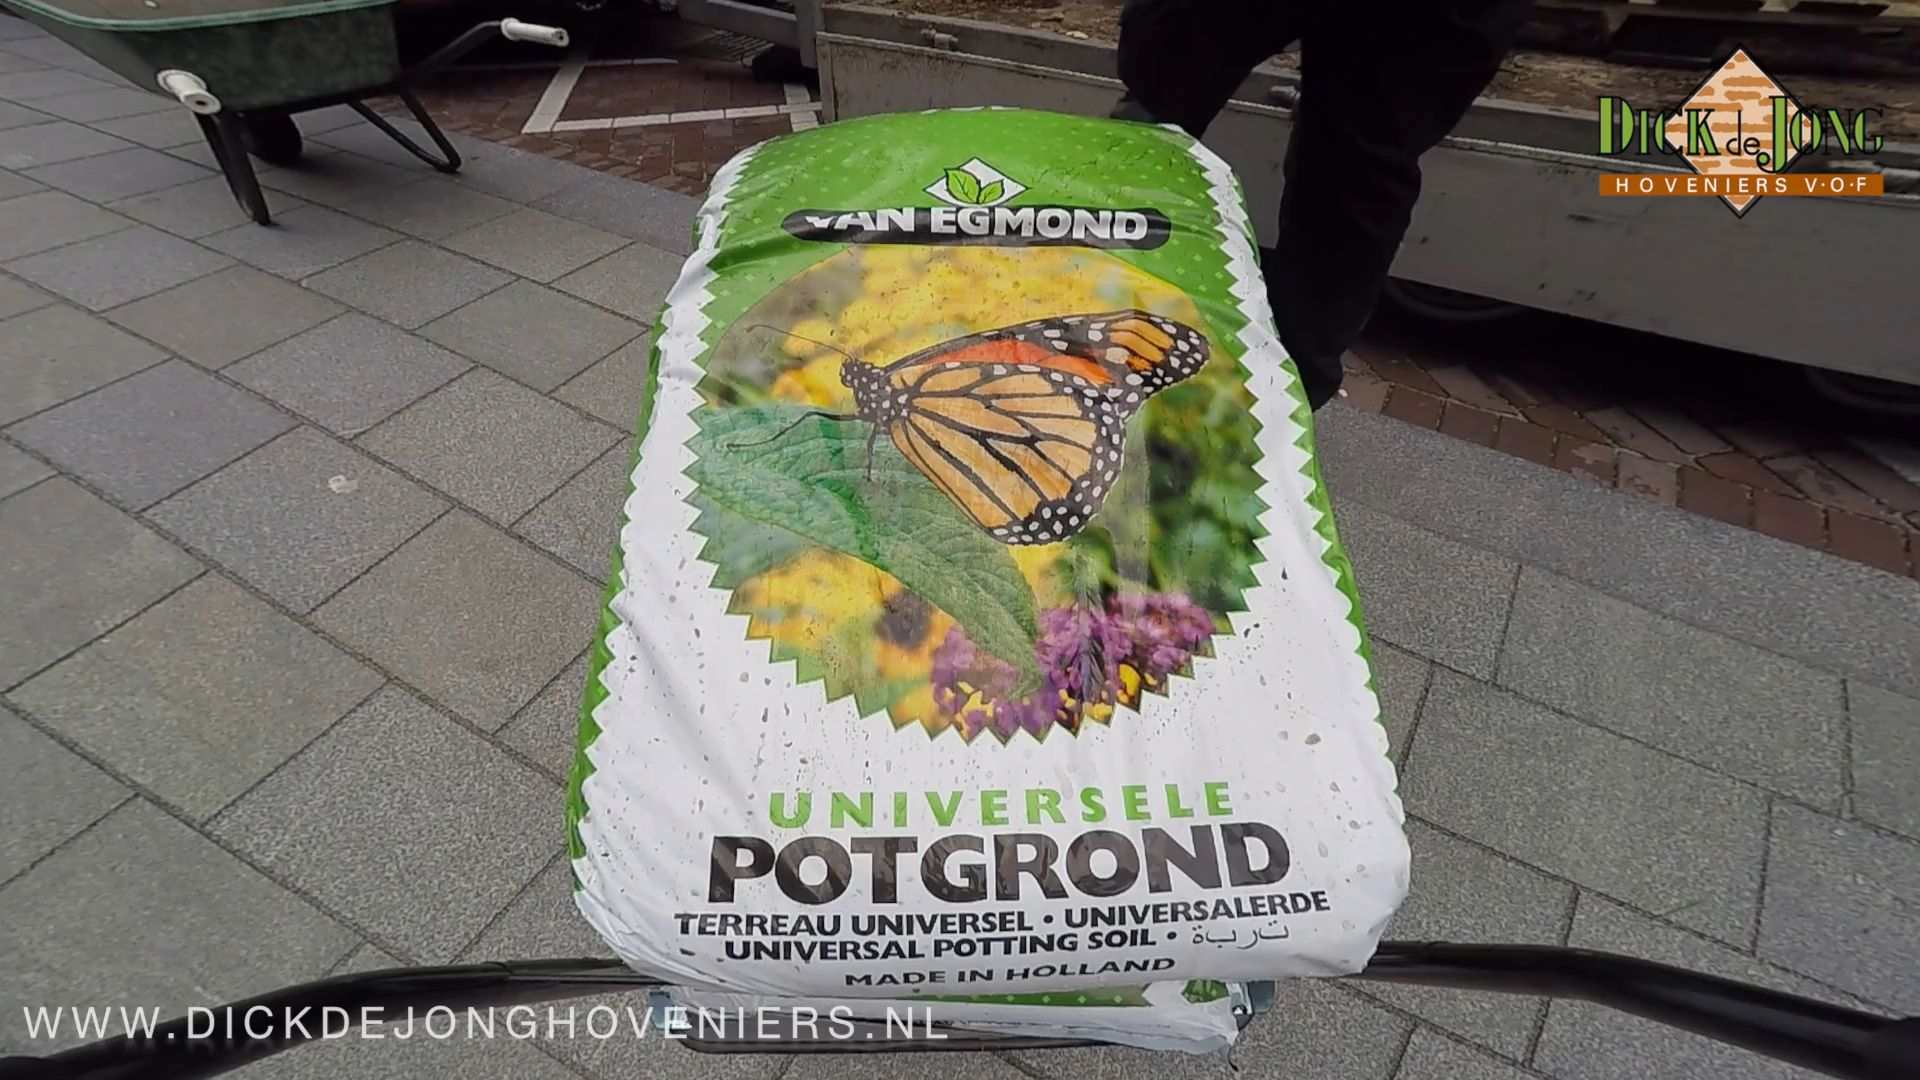 DICK de JONG
HOVENIERS V·O·F
VAN EGMOND
UNIVERSELE
POTGROND
TERREAU UNIVERSEL • UNIVERSALERDE
UNIVERSAL POTTING SOIL • ةبرت
MADE IN HOLLAND
WWW.DICKDEJONGHOVENIERS.NL